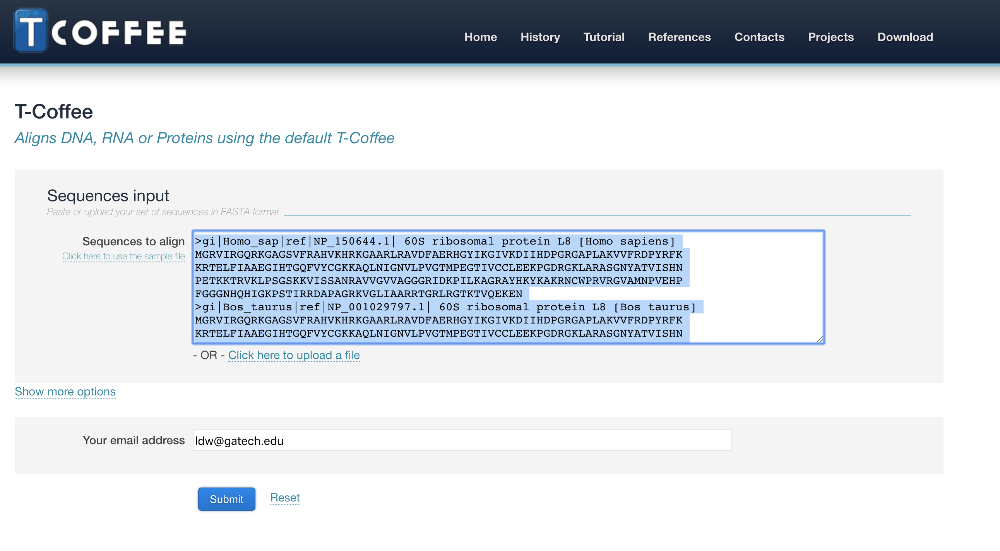 TCOFFEE
Home History Tutorial References Contacts Projects Download
T-Coffee
Aligns DNA, RNA or Proteins using the default T-Coffee
Sequences input
Paste or upload your set of sequences in FASTA format
Sequences to align
Click here to use the sample file
>gi|Homo_sap|ref|NP_150644.1| 60S ribosomal protein L8 [Homo sapiens]
MGRVIRGQRKGAGSVFRAHVKHRKGAARLRAVDFAERHGYIKGIVKDIIHDPGRGAPLAKVVFRDPYRFK
KRTELFIAAEGIHTGQFVYCGKKAQLNIGNVLPVGTMPEGTIVCCLEEKPGDRGKLARASGNYATVISHN
PETKKTRVKLPSGSKKVISSANRAVVGVVAGGGRIDKPILKAGRAYHKYKAKRNCWPRVRGVAMNPVEHP
FGGGNHQHIGKPSTIRRDAPAGRKVGLIAARRTGRLRGTKTVQEKEN
>gi|Bos_taurus|ref|NP_001029797.1| 60S ribosomal protein L8 [Bos taurus]
MGRVIRGQRKGAGSVFRAHVKHRKGAARLRAVDFAERHGYIKGIVKDIIHDPGRGAPLAKVVFRDPYRFK
KRTELFIAAEGIHTGQFVYCGKKAQLNIGNVLPVGTMPEGTIVCCLEEKPGDRGKLARASGNYATVISHN
- OR - Click here to upload a file
Show more options
Your email address
ldw@gatech.edu
Submit Reset